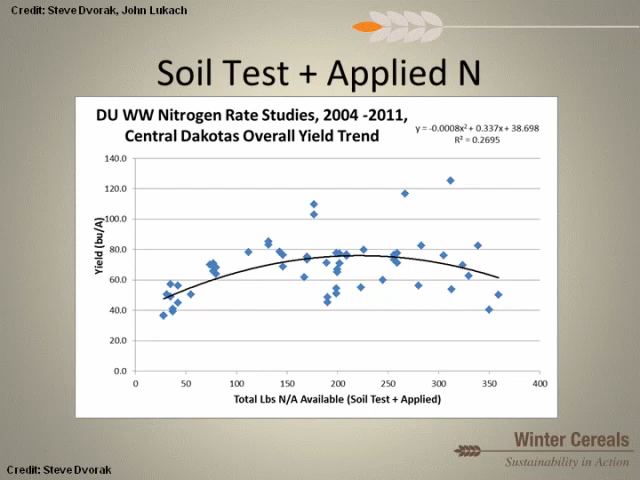 Credit: Steve Dvorak, John Lukach
Soil Test + Applied N
DU WW Nitrogen Rate Studies, 2004 -2011,
Central Dakotas Overall Yield Trend
y = -0.0008x² + 0.337x + 38.698
R² = 0.2695
140.0
120.0
100.0
80.0
60.0
40.0
20.0
0.0
Yield (bu/A)
0 50 100 150 200 250 300 350 400
Total Lbs N/A Available (Soil Test + Applied)
Winter Cereals
Sustainability in Action
Credit: Steve Dvorak